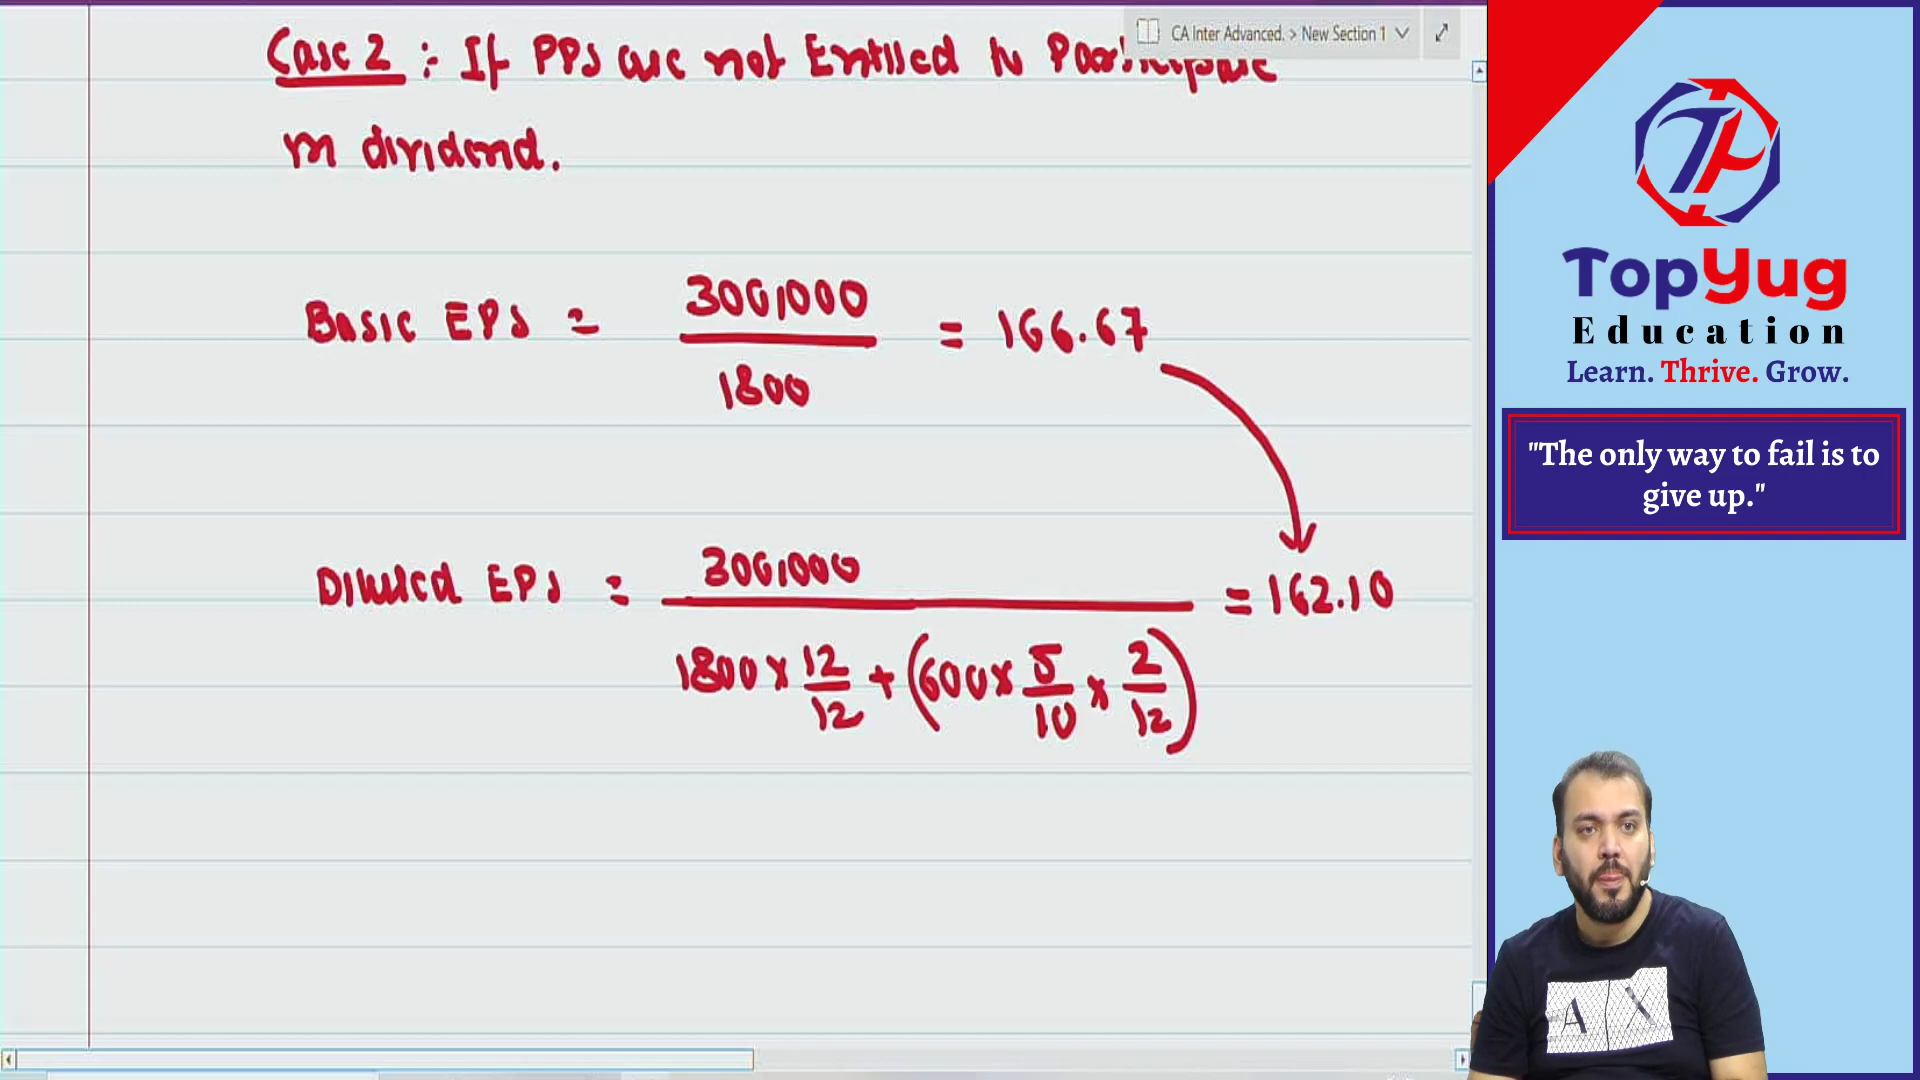 CA Inter Advanced. > New Section 1
Case 2 :- If PPS are not Entitled to Participate
in dividend.
Basic EPS = 300,000 / 1800 = 166.67
Diluted EPS = 300,000 / 1800 × 12/12 + (600 × 5/10 × 2/12) = 162.10
TopYug
Education
Learn. Thrive. Grow.
"The only way to fail is to
give up."
A X